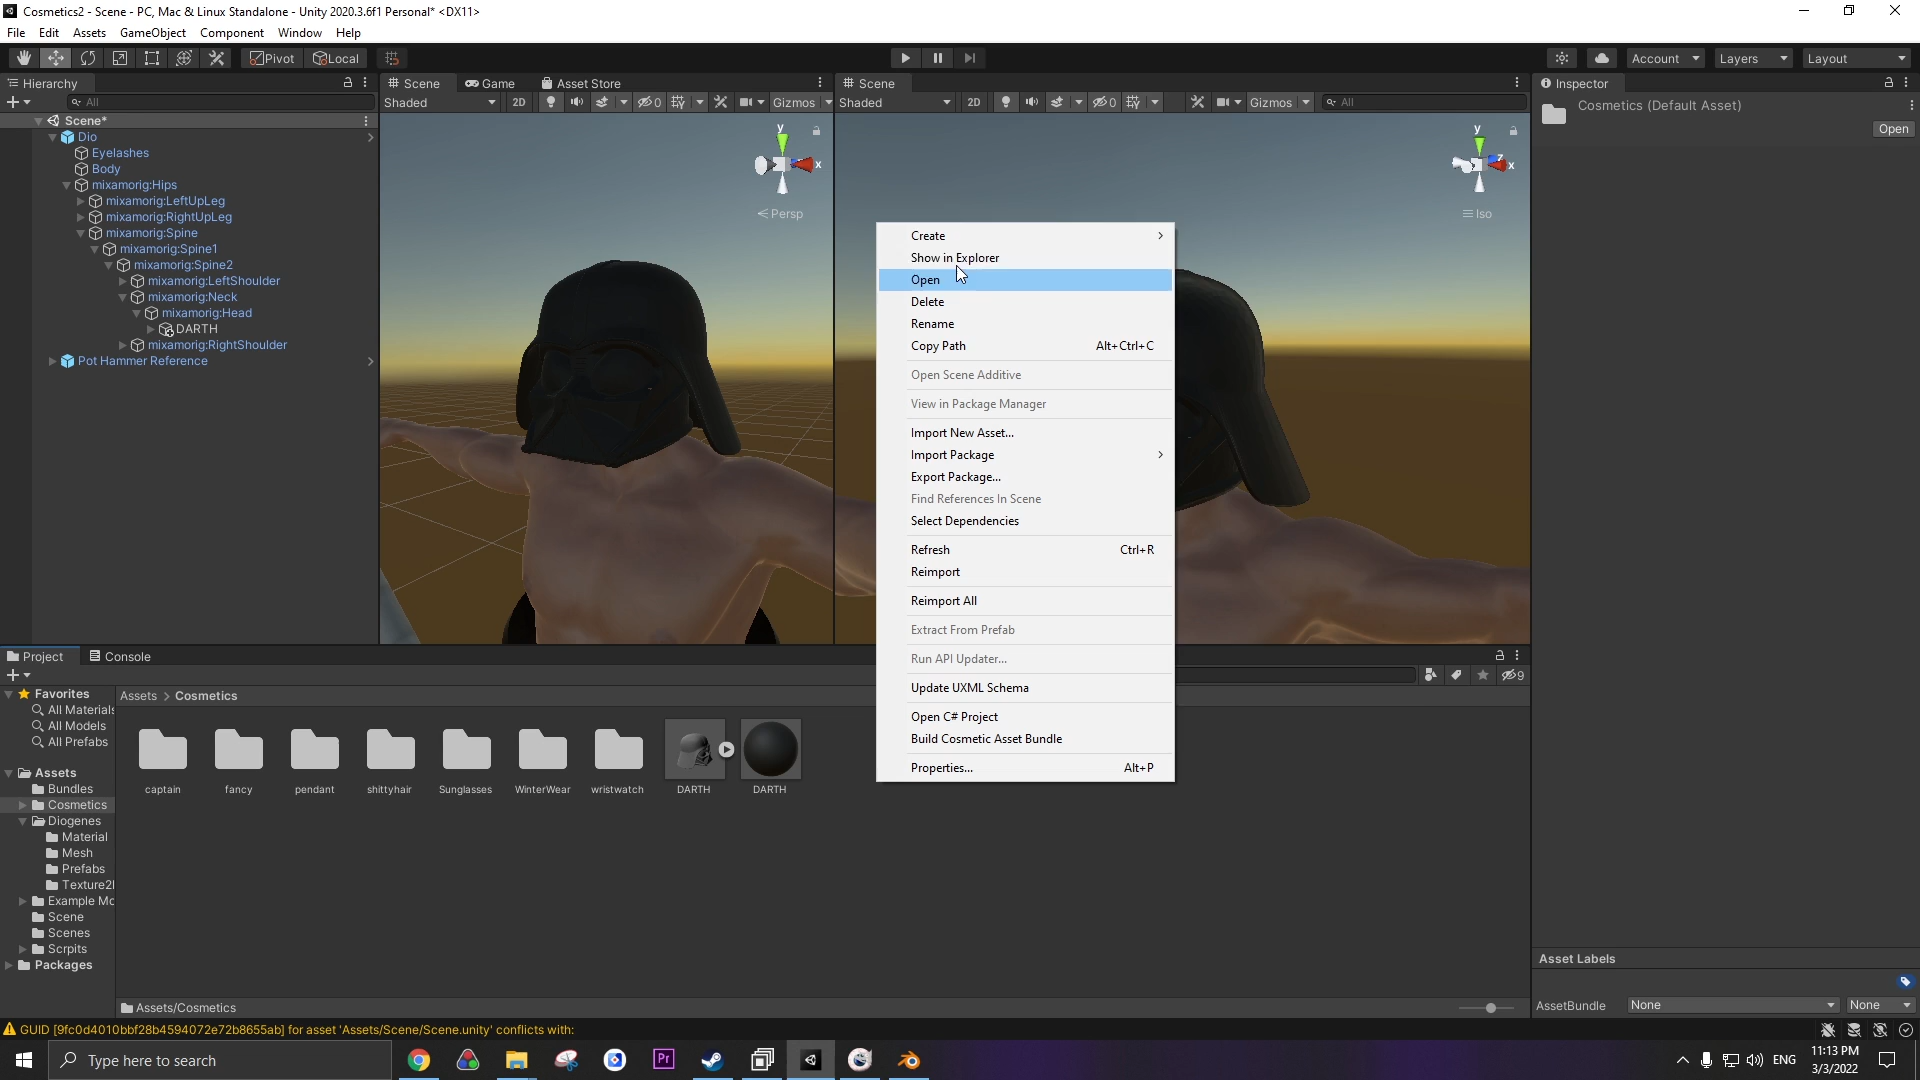 Cosmetics2 - Scene - PC, Mac & Linux Standalone - Unity 2020.3.6f1 Personal* <DX11>
File Edit Assets GameObject Component Window Help
Pivot Local Account Layers Layout
Hierarchy
All
Scene*
Dio
Eyelashes
Body
mixamorig:Hips
mixamorig:LeftUpLeg
mixamorig:RightUpLeg
mixamorig:Spine
mixamorig:Spine1
mixamorig:Spine2
mixamorig:LeftShoulder
mixamorig:Neck
mixamorig:Head
DARTH
mixamorig:RightShoulder
Pot Hammer Reference
Scene Game Asset Store
Shaded 2D 0 Gizmos
y
x
Persp
Scene
Shaded 2D 0 Gizmos All
y
z x
Iso
Create
Show in Explorer
Open
Delete
Rename
Copy Path Alt+Ctrl+C
Open Scene Additive
View in Package Manager
Import New Asset...
Import Package
Export Package...
Find References In Scene
Select Dependencies
Refresh Ctrl+R
Reimport
Reimport All
Extract From Prefab
Run API Updater...
Update UXML Schema
Open C# Project
Build Cosmetic Asset Bundle
Properties... Alt+P
Inspector
Cosmetics (Default Asset)
Open
Project Console
9
Favorites
All Materials
All Models
All Prefabs
Assets
Bundles
Cosmetics
Diogenes
Material
Mesh
Prefabs
Texture2
Example Mo
Scene
Scenes
Scrpits
Packages
Assets > Cosmetics
captain fancy pendant shittyhair Sunglasses WinterWear wristwatch DARTH DARTH
Assets/Cosmetics
Asset Labels
AssetBundle None None
GUID [9fc0d4010bbf28b4594072e72b8655ab] for asset 'Assets/Scene/Scene.unity' conflicts with:
Type here to search
Pr
ENG
11:13 PM
3/3/2022